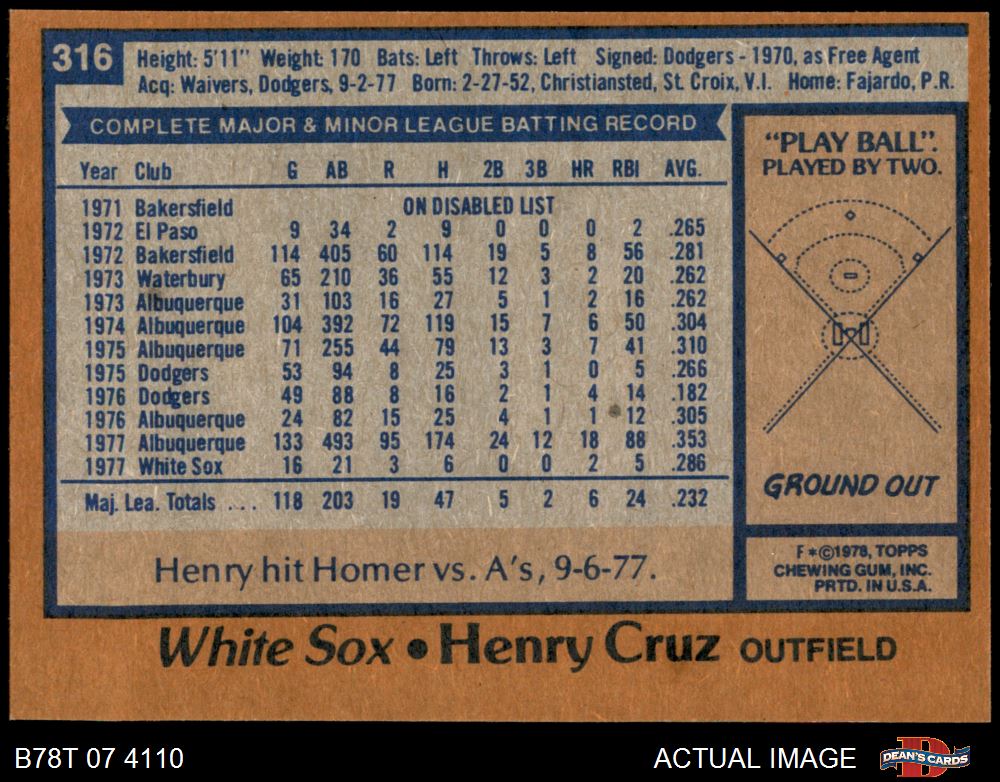 316
Height: 5'11" Weight: 170 Bats: Left Throws: Left Signed: Dodgers - 1970, as Free Agent
Acq: Waivers, Dodgers, 9-2-77 Born: 2-27-52, Christiansted, St. Croix, V.I. Home: Fajardo, P.R.
COMPLETE MAJOR & MINOR LEAGUE BATTING RECORD
Year Club G AB R H 2B 3B HR RBI AVG.
1971 Bakersfield ON DISABLED LIST
1972 El Paso 9 34 2 9 0 0 0 2 .265
1972 Bakersfield 114 405 60 114 19 5 8 56 .281
1973 Waterbury 65 210 36 55 12 3 2 20 .262
1973 Albuquerque 31 103 16 27 5 1 2 16 .262
1974 Albuquerque 104 392 72 119 15 7 6 50 .304
1975 Albuquerque 71 255 44 79 13 3 7 41 .310
1975 Dodgers 53 94 8 25 3 1 0 5 .266
1976 Dodgers 49 88 8 16 2 1 4 14 .182
1976 Albuquerque 24 82 15 25 4 1 1 12 .305
1977 Albuquerque 133 493 95 174 24 12 18 88 .353
1977 White Sox 16 21 3 6 0 0 2 5 .286
Maj. Lea. Totals . . . 118 203 19 47 5 2 6 24 .232
Henry hit Homer vs. A's, 9-6-77.
"PLAY BALL".
PLAYED BY TWO.
GROUND OUT
F*©1978, TOPPS
CHEWING GUM, INC.
PRTD. IN U.S.A.
White Sox • Henry Cruz OUTFIELD
B78T 07 4110
ACTUAL IMAGE
DEAN'S CARDS